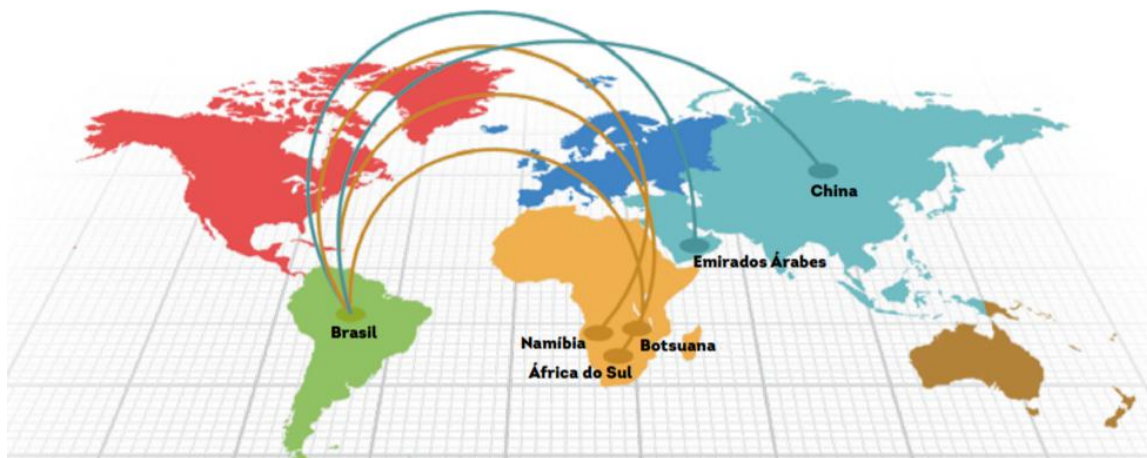 China
Emirados Árabes
Brasil
Namíbia
Botsuana
África do Sul